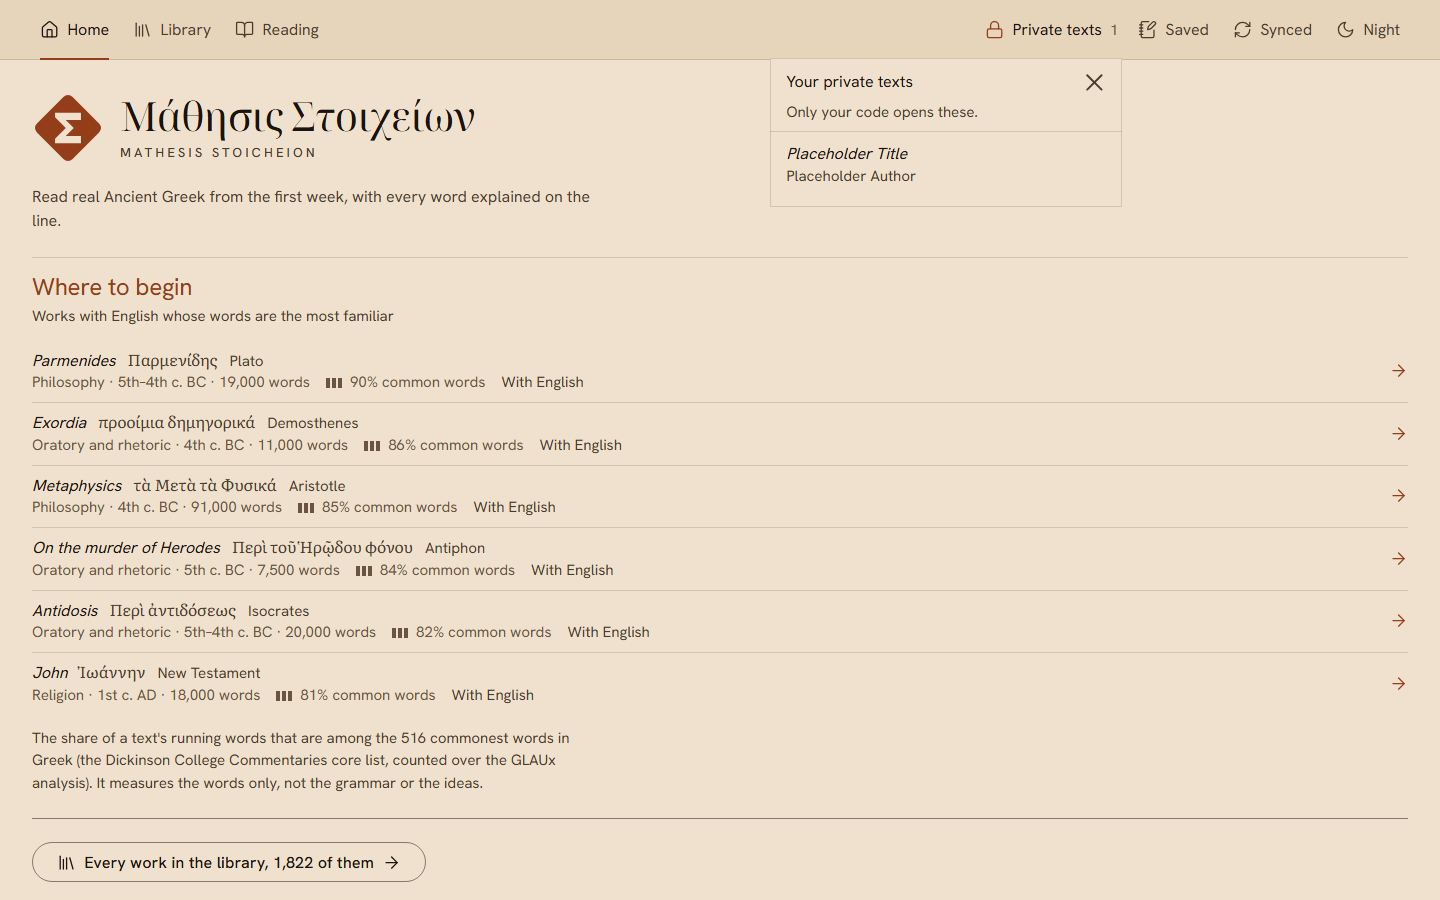 Home Library Reading Private texts 1 Saved Synced Night
Your private texts
Only your code opens these.
Placeholder Title
Placeholder Author
Σ
Μάθησις Στοιχείων
MATHESIS STOICHEION
Read real Ancient Greek from the first week, with every word explained on the
line.
Where to begin
Works with English whose words are the most familiar
Parmenides Παρμενίδης Plato
Philosophy · 5th–4th c. BC · 19,000 words 90% common words With English
Exordia προοίμια δημηγορικά Demosthenes
Oratory and rhetoric · 4th c. BC · 11,000 words 86% common words With English
Metaphysics τὰ Μετὰ τὰ Φυσικά Aristotle
Philosophy · 4th c. BC · 91,000 words 85% common words With English
On the murder of Herodes Περὶ τοῦ Ἡρῴδου φόνου Antiphon
Oratory and rhetoric · 5th c. BC · 7,500 words 84% common words With English
Antidosis Περὶ ἀντιδόσεως Isocrates
Oratory and rhetoric · 5th–4th c. BC · 20,000 words 82% common words With English
John Ἰωάννην New Testament
Religion · 1st c. AD · 18,000 words 81% common words With English
The share of a text's running words that are among the 516 commonest words in
Greek (the Dickinson College Commentaries core list, counted over the GLAUx
analysis). It measures the words only, not the grammar or the ideas.
Every work in the library, 1,822 of them